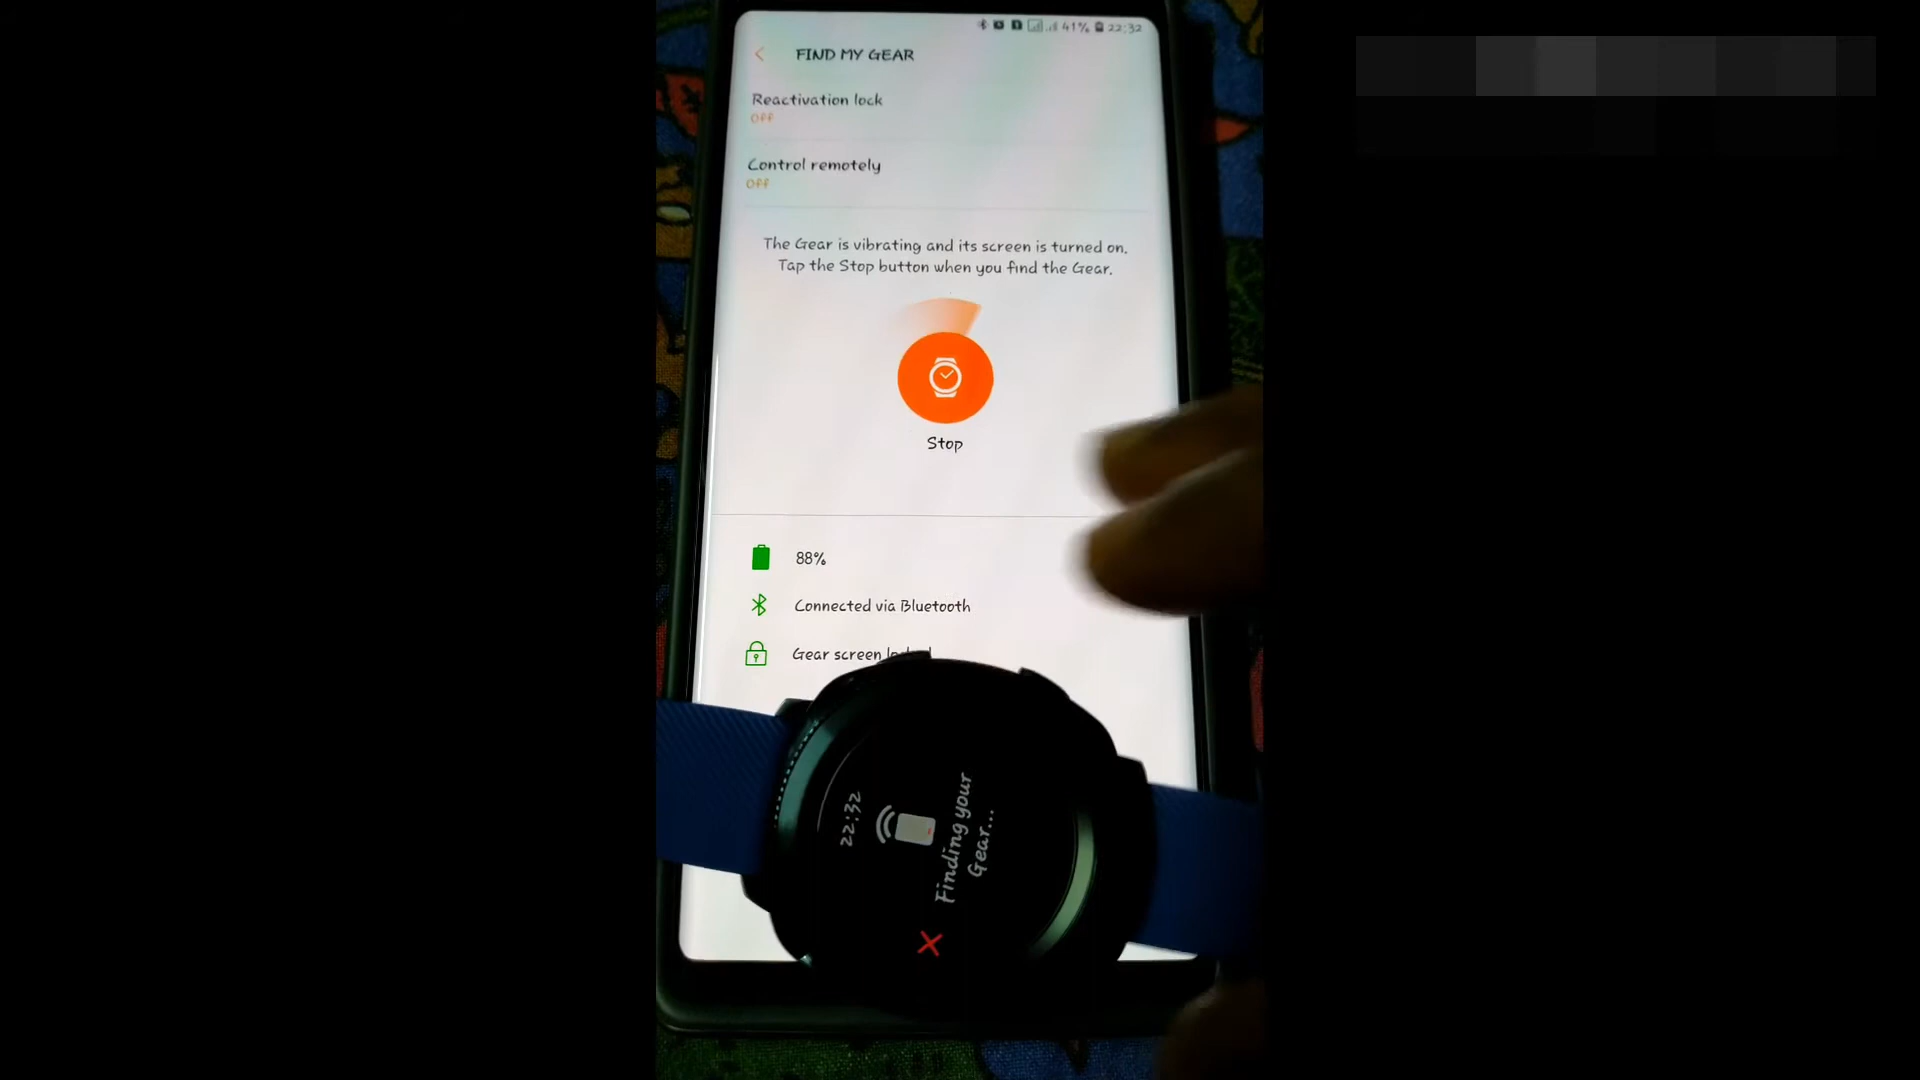 41% 22:32
FIND MY GEAR
Reactivation lock
Off
Control remotely
Off
The Gear is vibrating and its screen is turned on.
Tap the Stop button when you find the Gear.
Stop
88%
Connected via Bluetooth
Gear screen
22:32
Finding your
Gear...